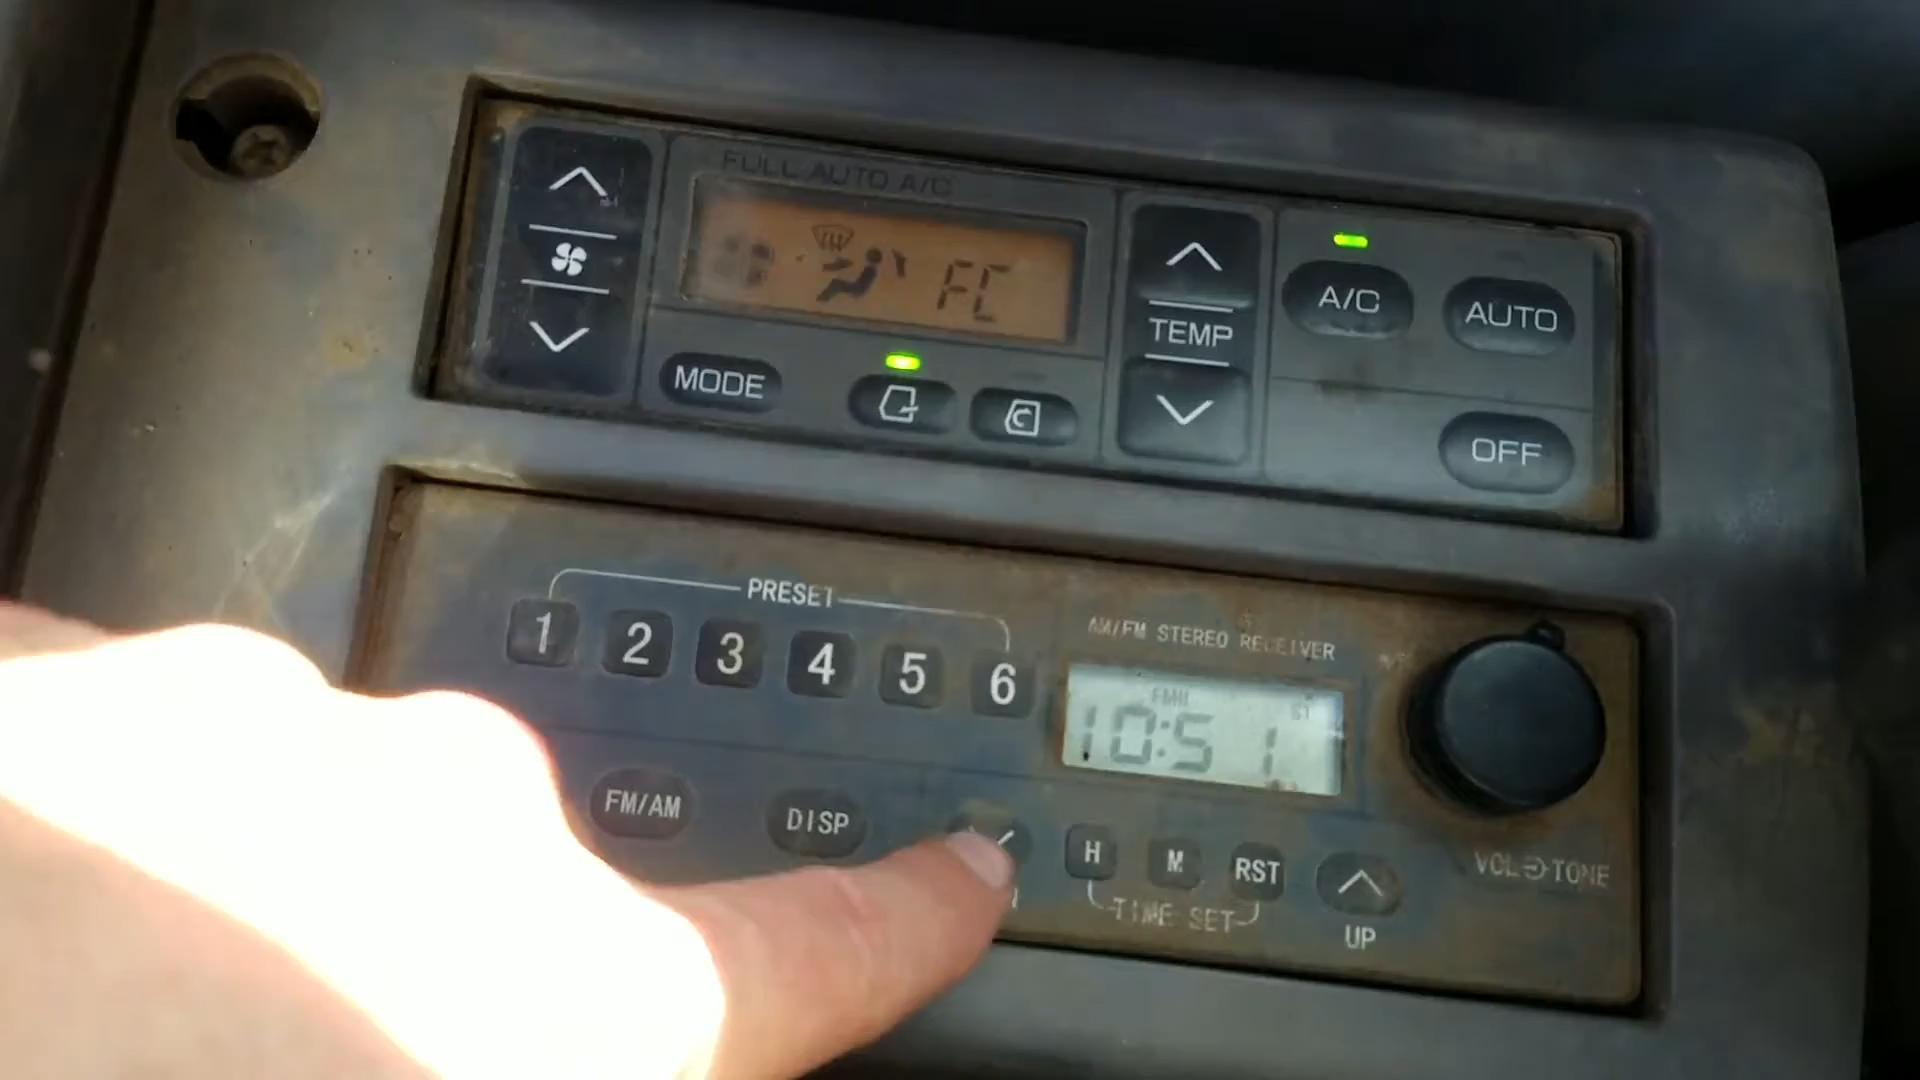 FULL AUTO A/C
FC
TEMP
A/C
AUTO
MODE
OFF
PRESET
1 2 3 4 5 6
AM/FM STEREO RECEIVER
10:51
ST
FM/AM
DISP
H
M
RST
TIME SET
UP
VOL TONE